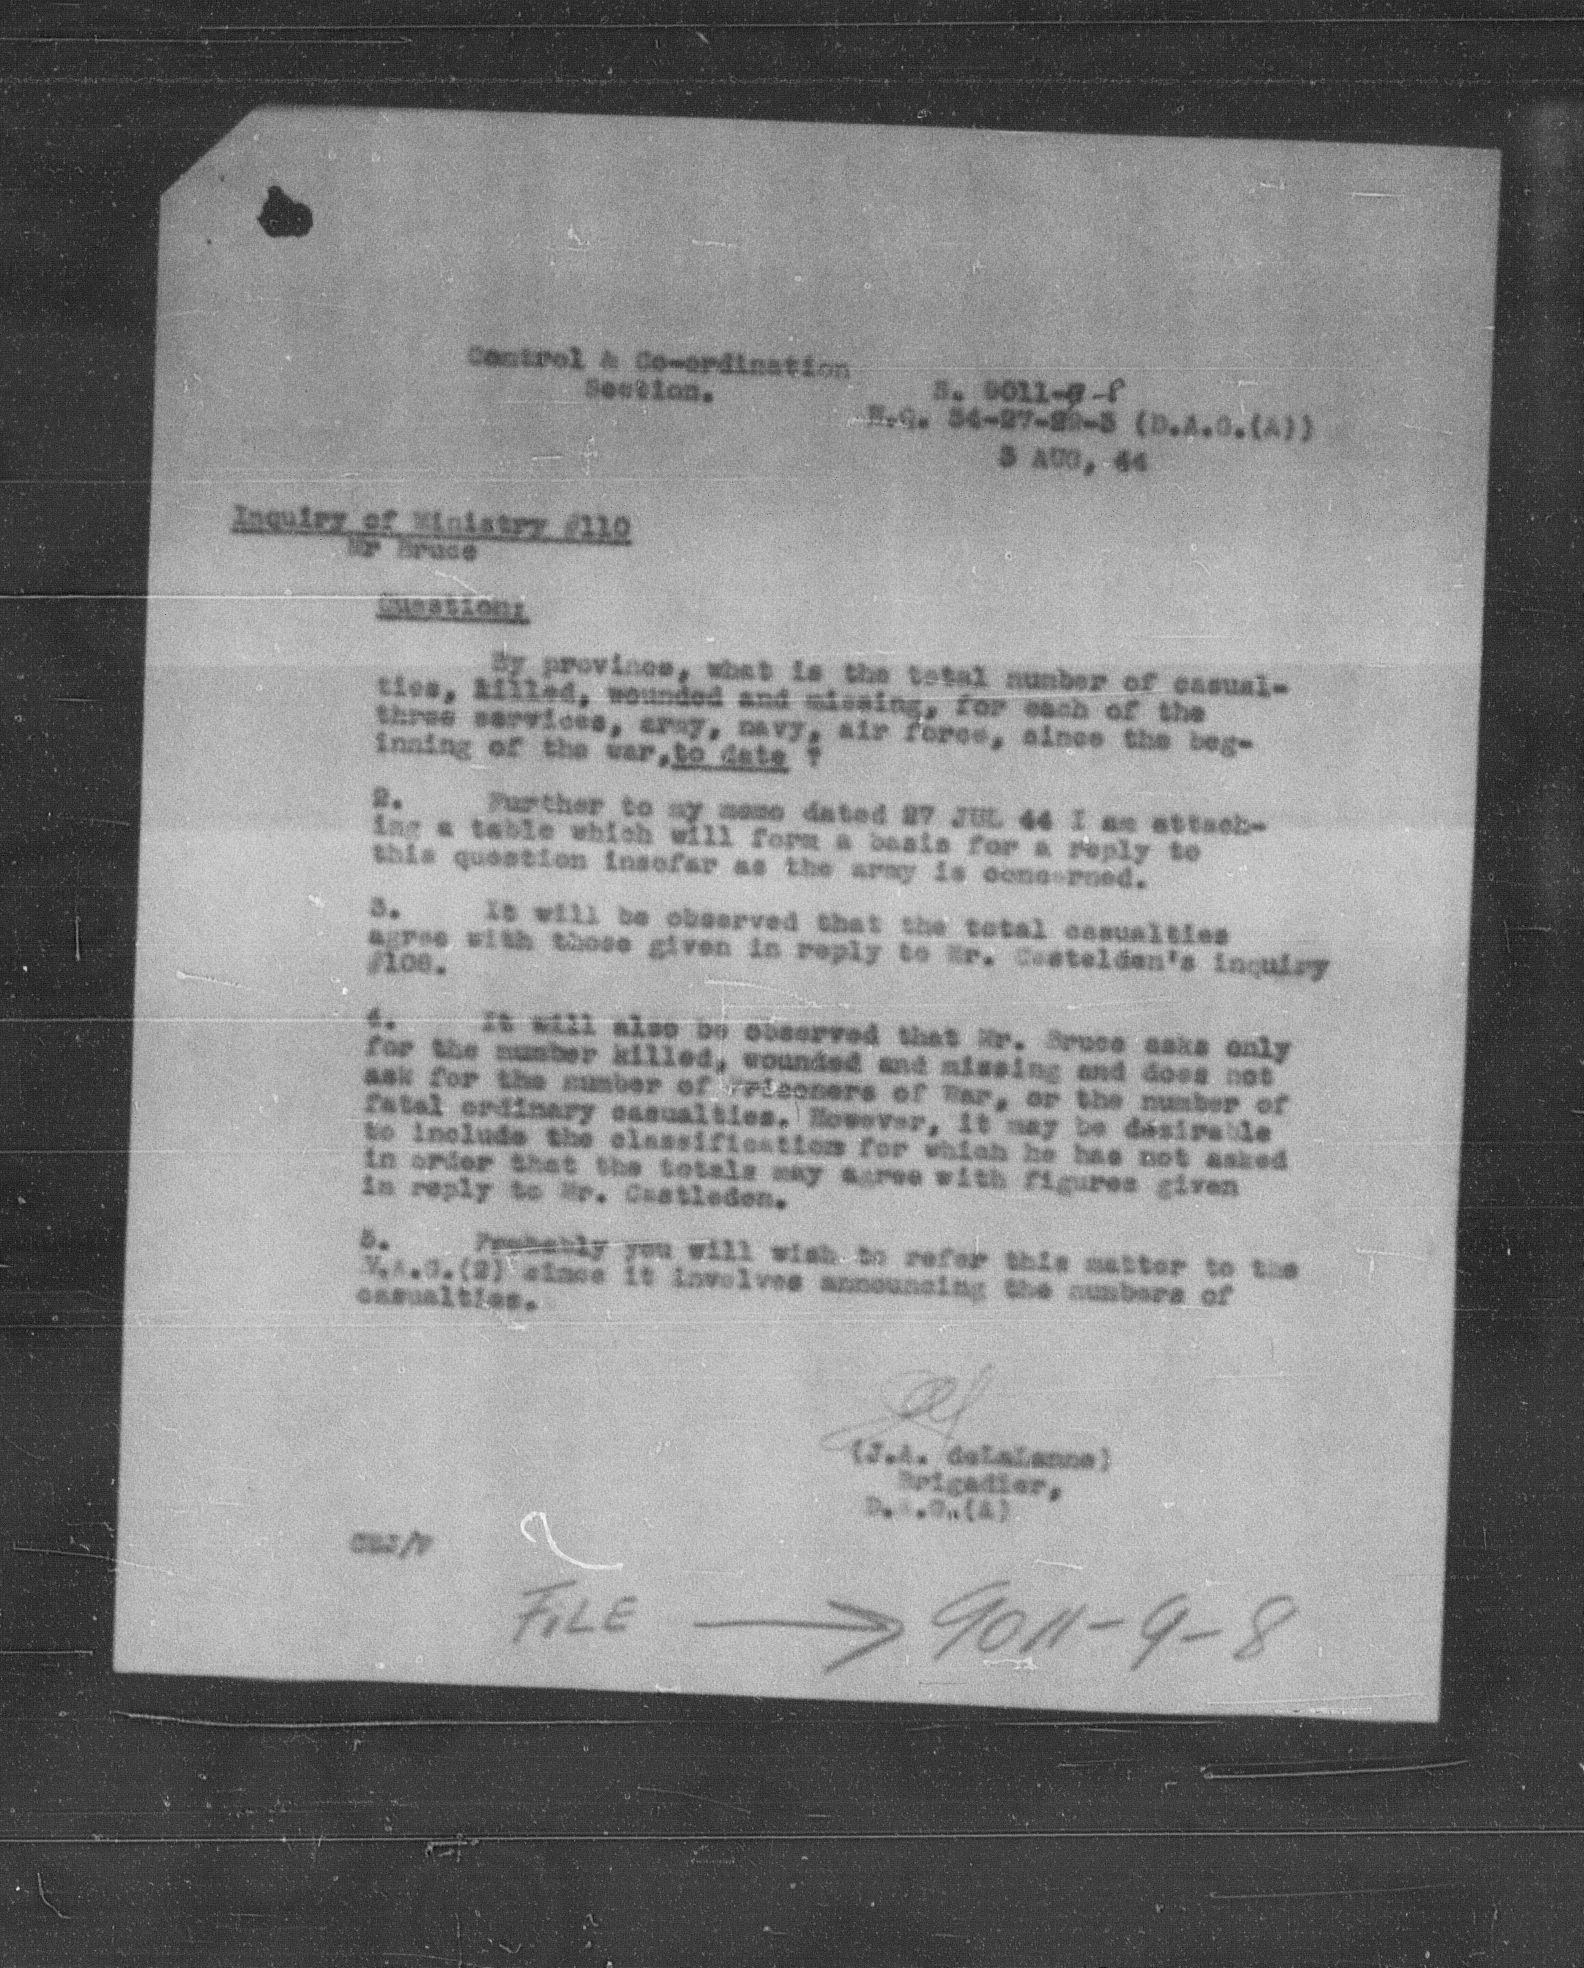 Control & Co-ordination
Section.
S. 9011-9-8
H.Q. 54-27-29-3 (D.A.G.(A))
3 AUG, 44
Inquiry of Ministry #110
Mr Bruce
Question:
By province, what is the total number of casual-
ties, killed, wounded and missing, for each of the
three services, army, navy, air force, since the beg-
inning of the war, to date ?
2. Further to my memo dated 27 JUL 44 I am attach-
ing a table which will form a basis for a reply to
this question insofar as the army is concerned.
3. It will be observed that the total casualties
agree with those given in reply to Mr. Castelden's inquiry
#106.
4. It will also be observed that Mr. Bruce asks only
for the number killed, wounded and missing and does not
ask for the number of Prisoners of War, or the number of
fatal ordinary casualties. However, it may be desirable
to include the classification for which he has not asked
in order that the totals may agree with figures given
in reply to Mr. Castleden.
5. Probably you will wish to refer this matter to the
V.A.G.(2) since it involves announcing the numbers of
casualties.
(J.A. deLaLanne)
Brigadier,
D.A.G.(A)
FILE → 9011-9-8